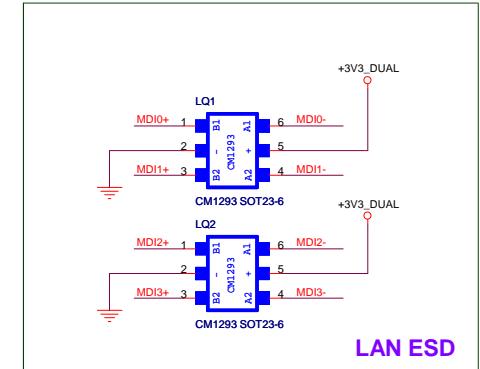 +3V3_DUAL
LQ1
MDI0+ 1 B1 A1 6 MDI0-
2 - CM1293 + 5
MDI1+ 3 B2 A2 4 MDI1-
CM1293 SOT23-6
+3V3_DUAL
LQ2
MDI2+ 1 B1 A1 6 MDI2-
2 - CM1293 + 5
MDI3+ 3 B2 A2 4 MDI3-
CM1293 SOT23-6
LAN ESD